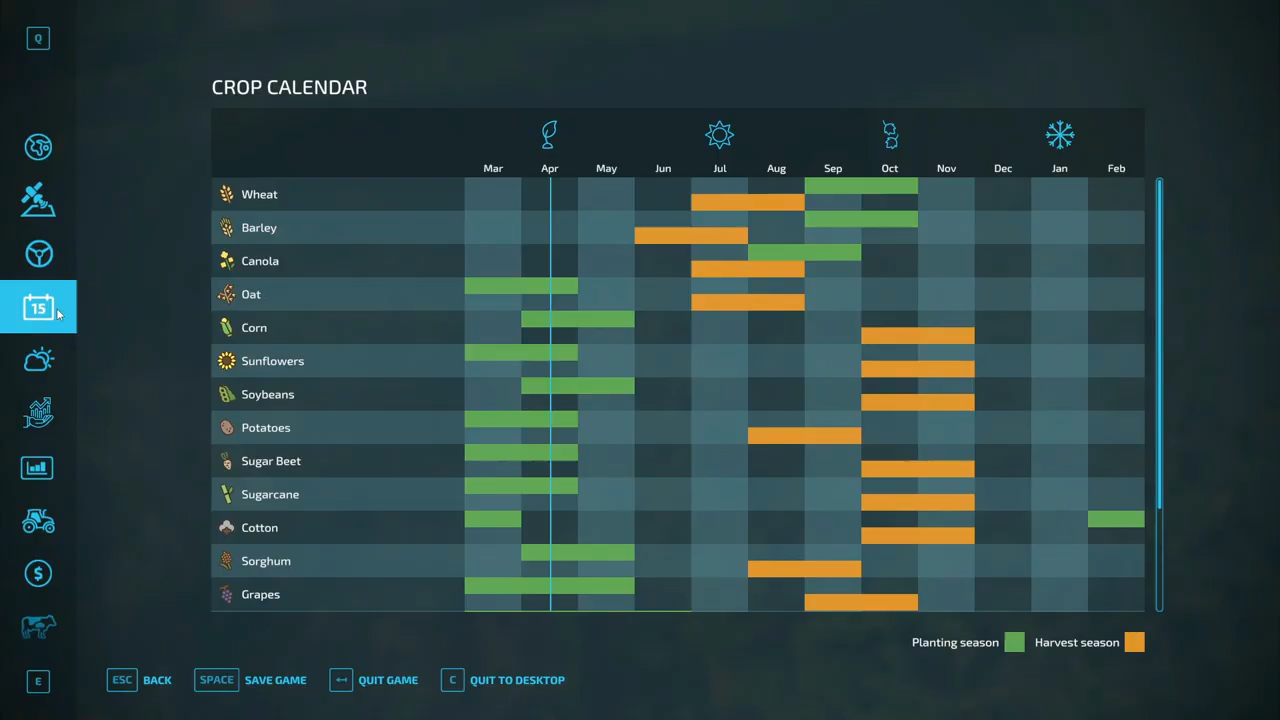 Q
CROP CALENDAR
Mar Apr May Jun Jul Aug Sep Oct Nov Dec Jan Feb
Wheat
Barley
Canola
Oat
15
Corn
Sunflowers
Soybeans
Potatoes
Sugar Beet
Sugarcane
Cotton
Sorghum
$
Grapes
Planting season Harvest season
E
ESC BACK SPACE SAVE GAME QUIT GAME C QUIT TO DESKTOP